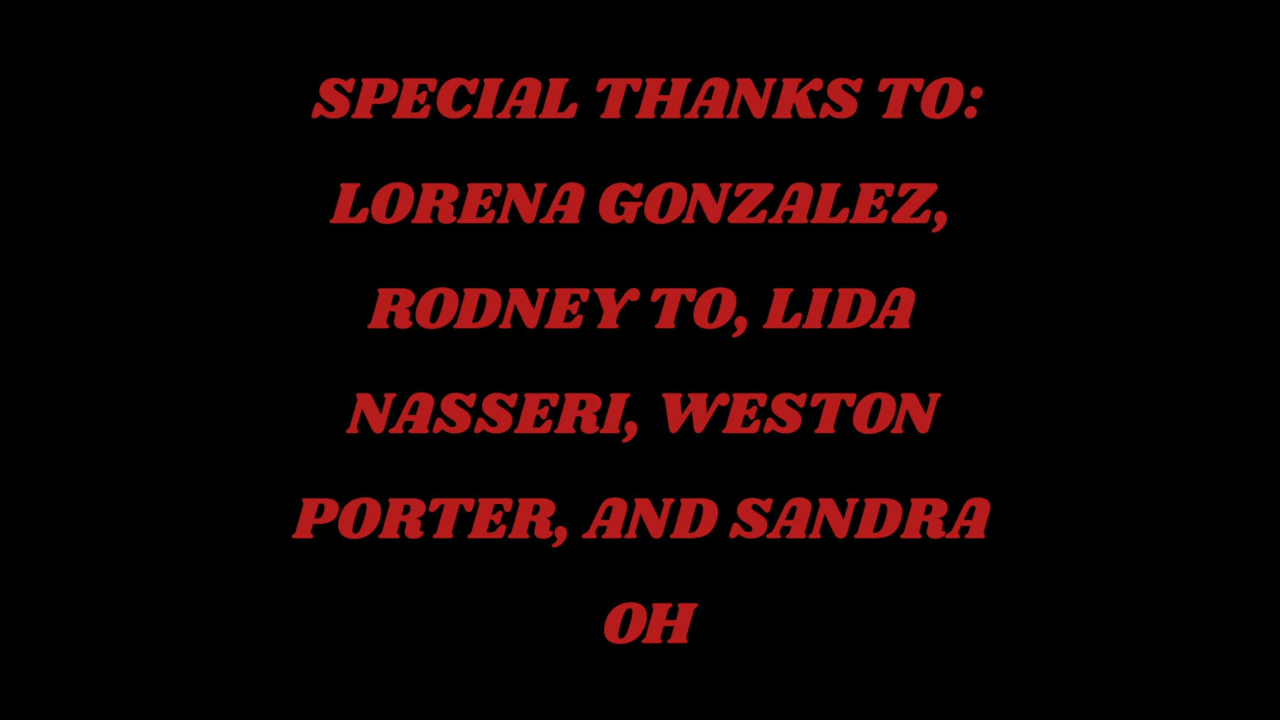 SPECIAL THANKS TO:
LORENA GONZALEZ,
RODNEY TO, LIDA
NASSERI, WESTON
PORTER, AND SANDRA
OH